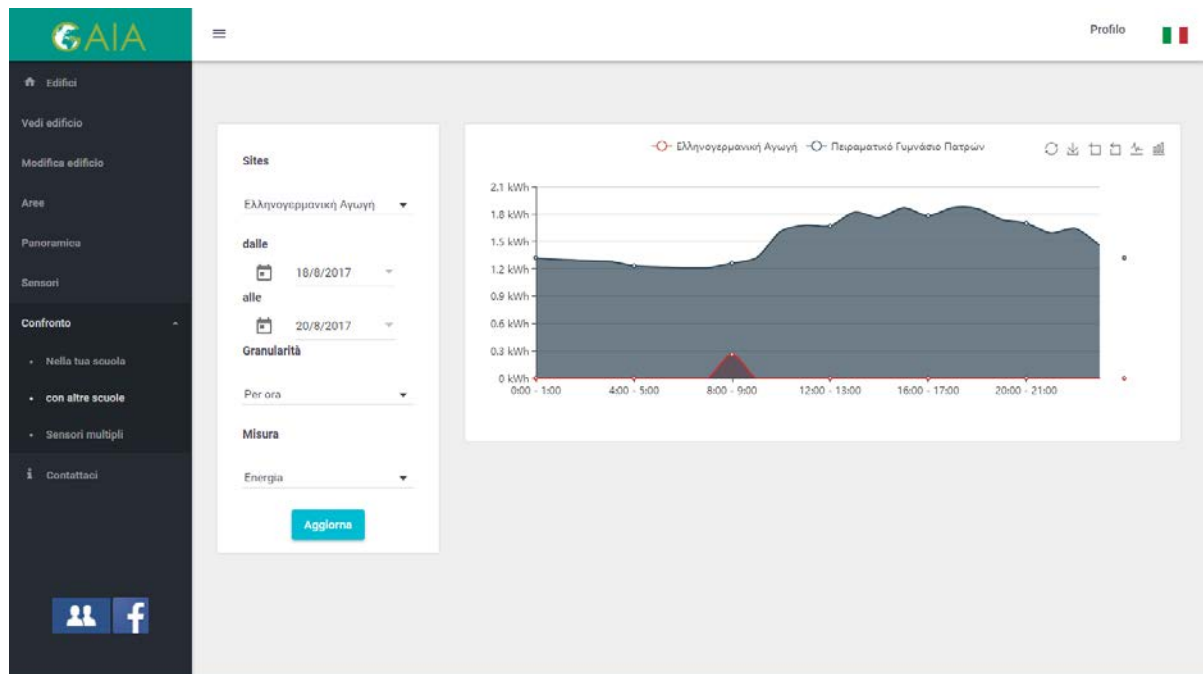 GAIA
Profilo
Edifici
Vedi edificio
Modifica edificio
Aree
Panoramica
Sensori
Confronto
Nella tua scuola
con altre scuole
Sensori multipli
Contattaci
Sites
Ελληνογερμανική Αγωγή
dalle
18/8/2017
alle
20/8/2017
Granularità
Per ora
Misura
Energia
Aggiorna
Ελληνογερμανική Αγωγή Πειραματικό Γυμνάσιο Πατρών
2,1 kWh
1.8 kWh
1.5 kWh
1.2 kWh
0.9 kWh
0.6 kWh
0.3 kWh
0 kWh
0:00 - 1:00 4:00 - 5:00 8:00 - 9:00 12:00 - 13:00 16:00 - 17:00 20:00 - 21:00